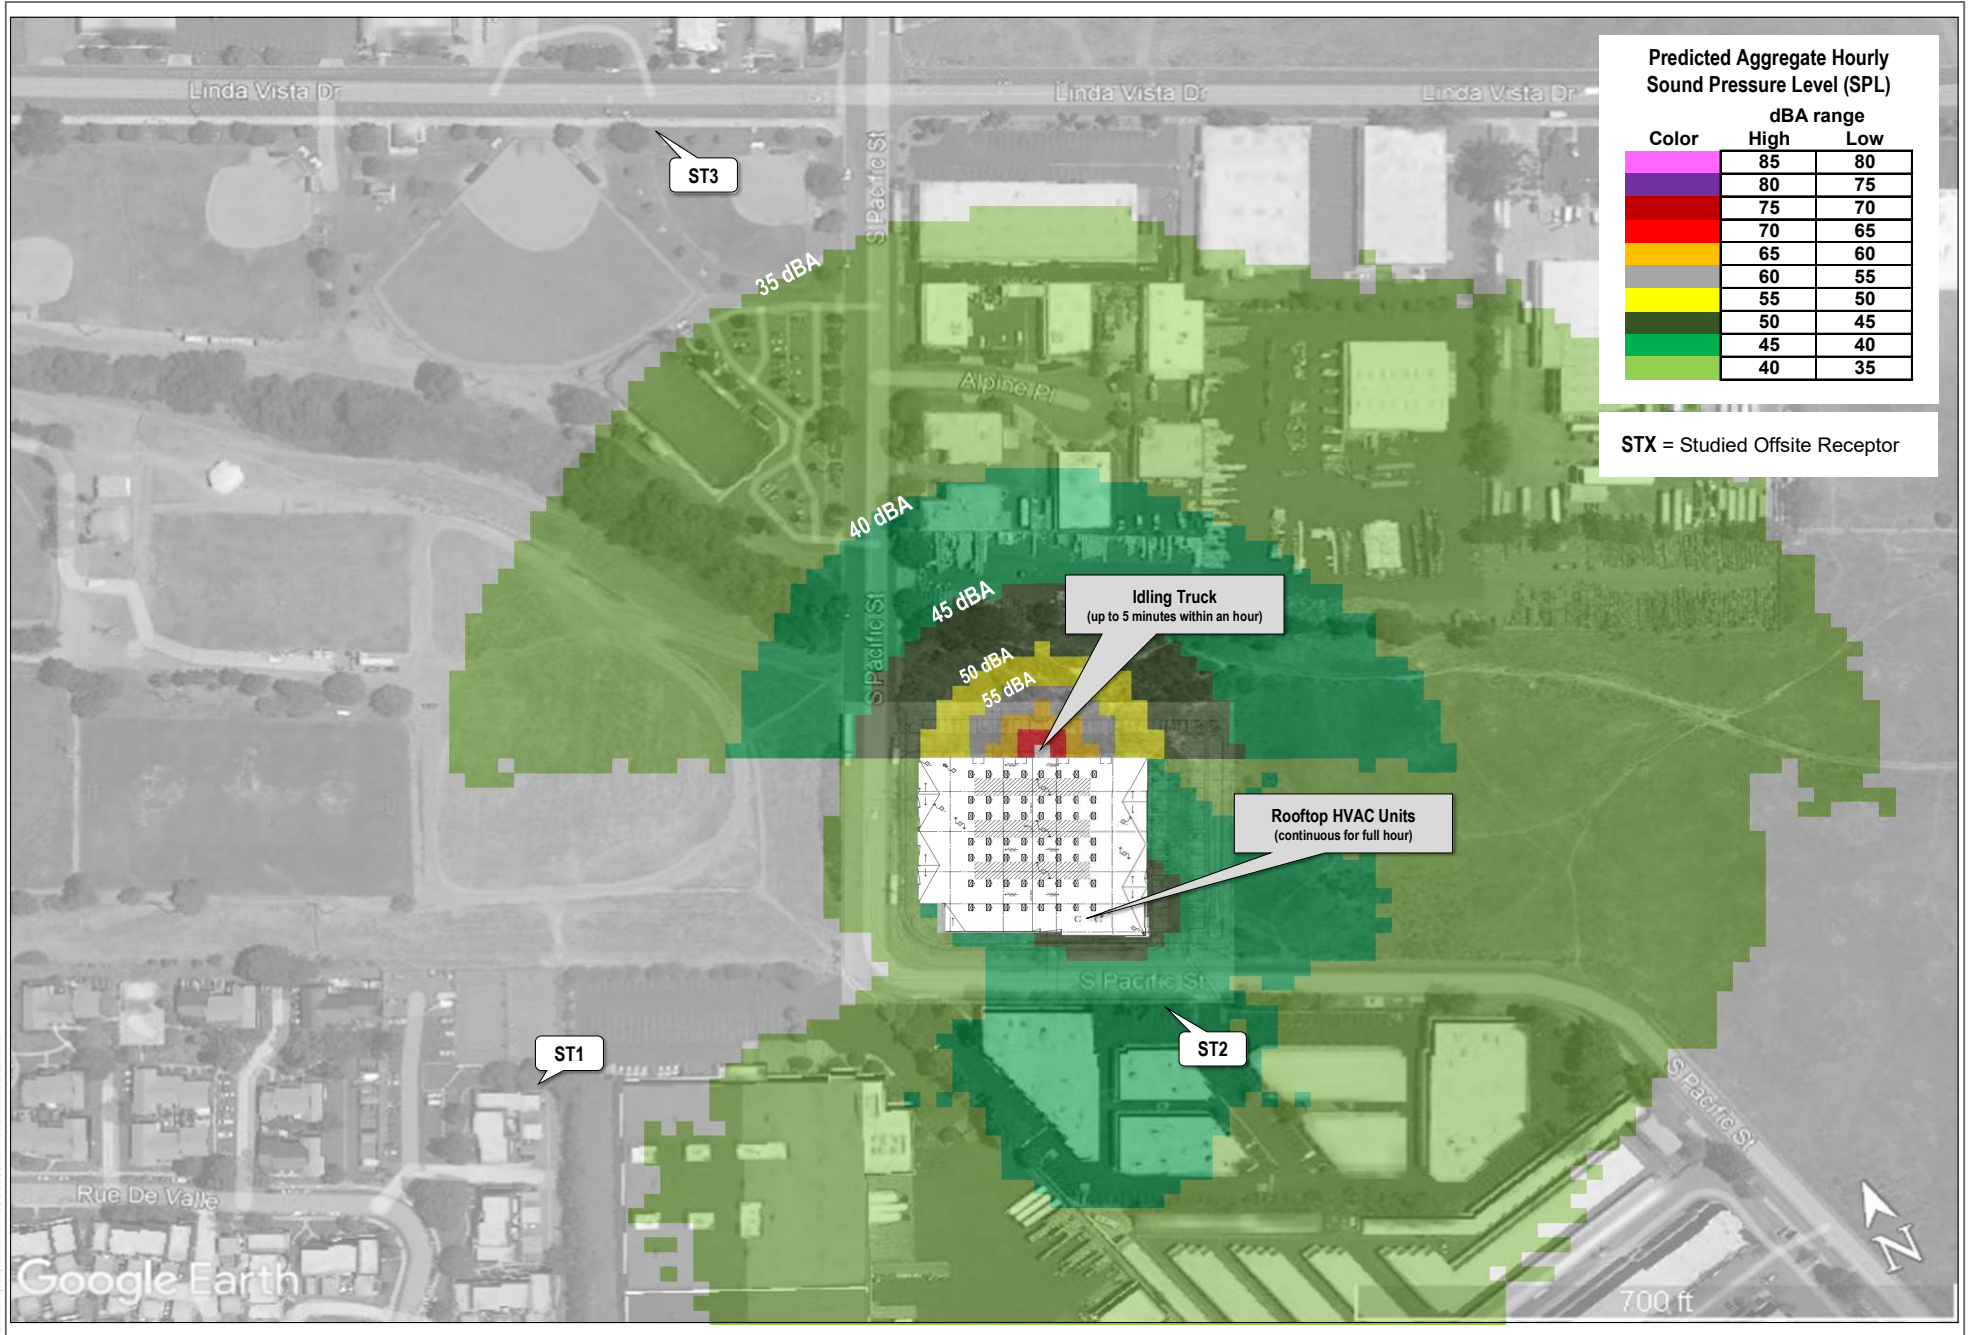 Linda Vista Dr
Linda Vista Dr
Linda Vista Dr
Predicted Aggregate Hourly
Sound Pressure Level (SPL)
dBA range
Color High Low
85 80
80 75
75 70
70 65
65 60
60 55
55 50
50 45
45 40
40 35
STX = Studied Offsite Receptor
ST3
S Pacific St
35 dBA
Alpine Pl
40 dBA
45 dBA
Idling Truck
(up to 5 minutes within an hour)
S Pacific St
50 dBA
55 dBA
Rooftop HVAC Units
(continuous for full hour)
S Pacific St
ST1
ST2
S Pacific St
Rue De Valle
N
Google Earth
700 ft